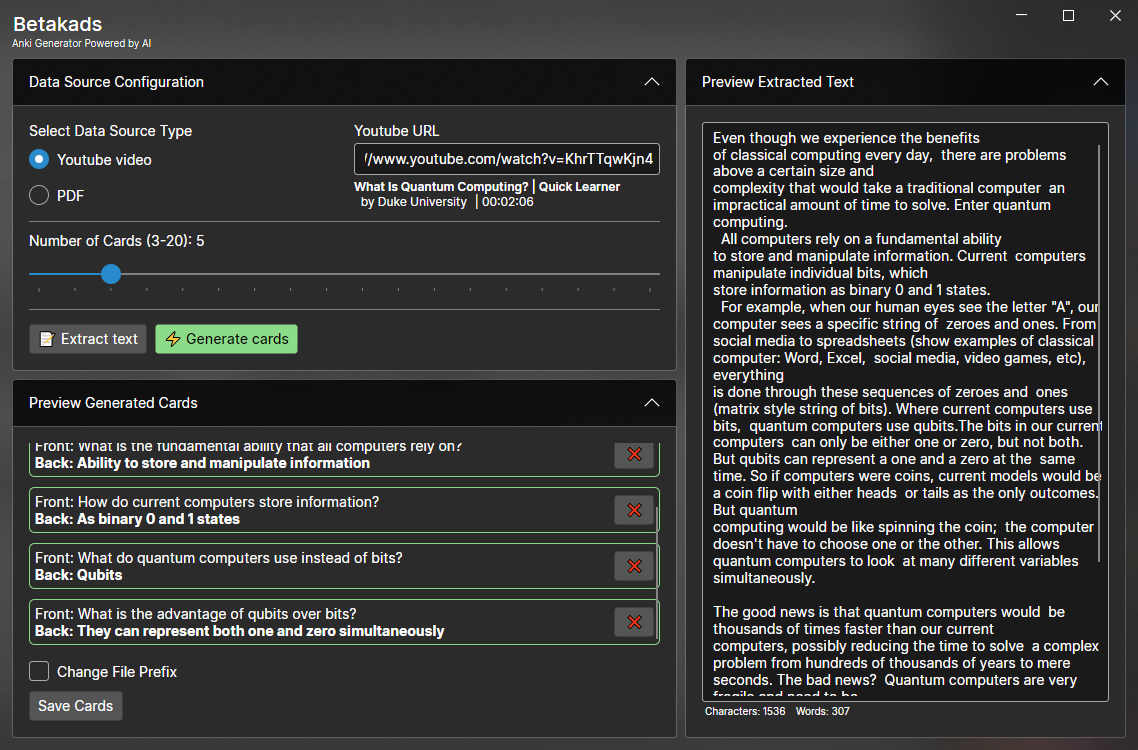 Betakads
Anki Generator Powered by AI
Data Source Configuration
Select Data Source Type
Youtube video
PDF
Youtube URL
//www.youtube.com/watch?v=KhrTTqwKjn4
What Is Quantum Computing? | Quick Learner
by Duke University | 00:02:06
Number of Cards (3-20): 5
Extract text
Generate cards
Preview Generated Cards
Front: What is the fundamental ability that all computers rely on?
Back: Ability to store and manipulate information
Front: How do current computers store information?
Back: As binary 0 and 1 states
Front: What do quantum computers use instead of bits?
Back: Qubits
Front: What is the advantage of qubits over bits?
Back: They can represent both one and zero simultaneously
Change File Prefix
Save Cards
Preview Extracted Text
Even though we experience the benefits
of classical computing every day,  there are problems
above a certain size and
complexity that would take a traditional computer  an
impractical amount of time to solve. Enter quantum
computing.
All computers rely on a fundamental ability
to store and manipulate information. Current  computers
manipulate individual bits, which
store information as binary 0 and 1 states.
For example, when our human eyes see the letter "A", our
computer sees a specific string of  zeroes and ones. From
social media to spreadsheets (show examples of classical
computer: Word, Excel,  social media, video games, etc),
everything
is done through these sequences of zeroes and  ones
(matrix style string of bits). Where current computers use
bits,  quantum computers use qubits.The bits in our current
computers  can only be either one or zero, but not both.
But qubits can represent a one and a zero at the  same
time. So if computers were coins, current models would be
a coin flip with either heads  or tails as the only outcomes.
But quantum
computing would be like spinning the coin;  the computer
doesn't have to choose one or the other. This allows
quantum computers to look  at many different variables
simultaneously.
The good news is that quantum computers would  be
thousands of times faster than our current
computers, possibly reducing the time to solve  a complex
problem from hundreds of thousands of years to mere
seconds. The bad news?  Quantum computers are very
fragile and need to be
Characters: 1536 Words: 307